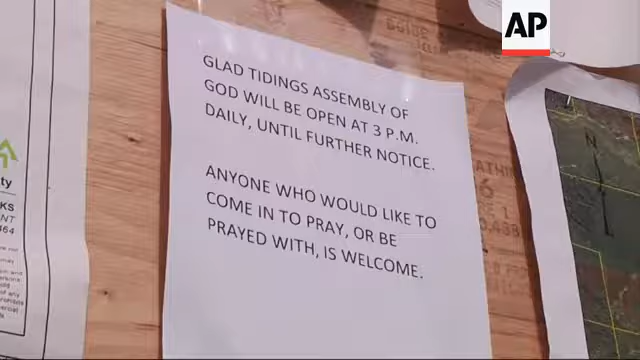 AP
GLAD TIDINGS ASSEMBLY OF
GOD WILL BE OPEN AT 3 P.M.
DAILY, UNTIL FURTHER NOTICE.
ANYONE WHO WOULD LIKE TO
COME IN TO PRAY, OR BE
PRAYED WITH, IS WELCOME.
N